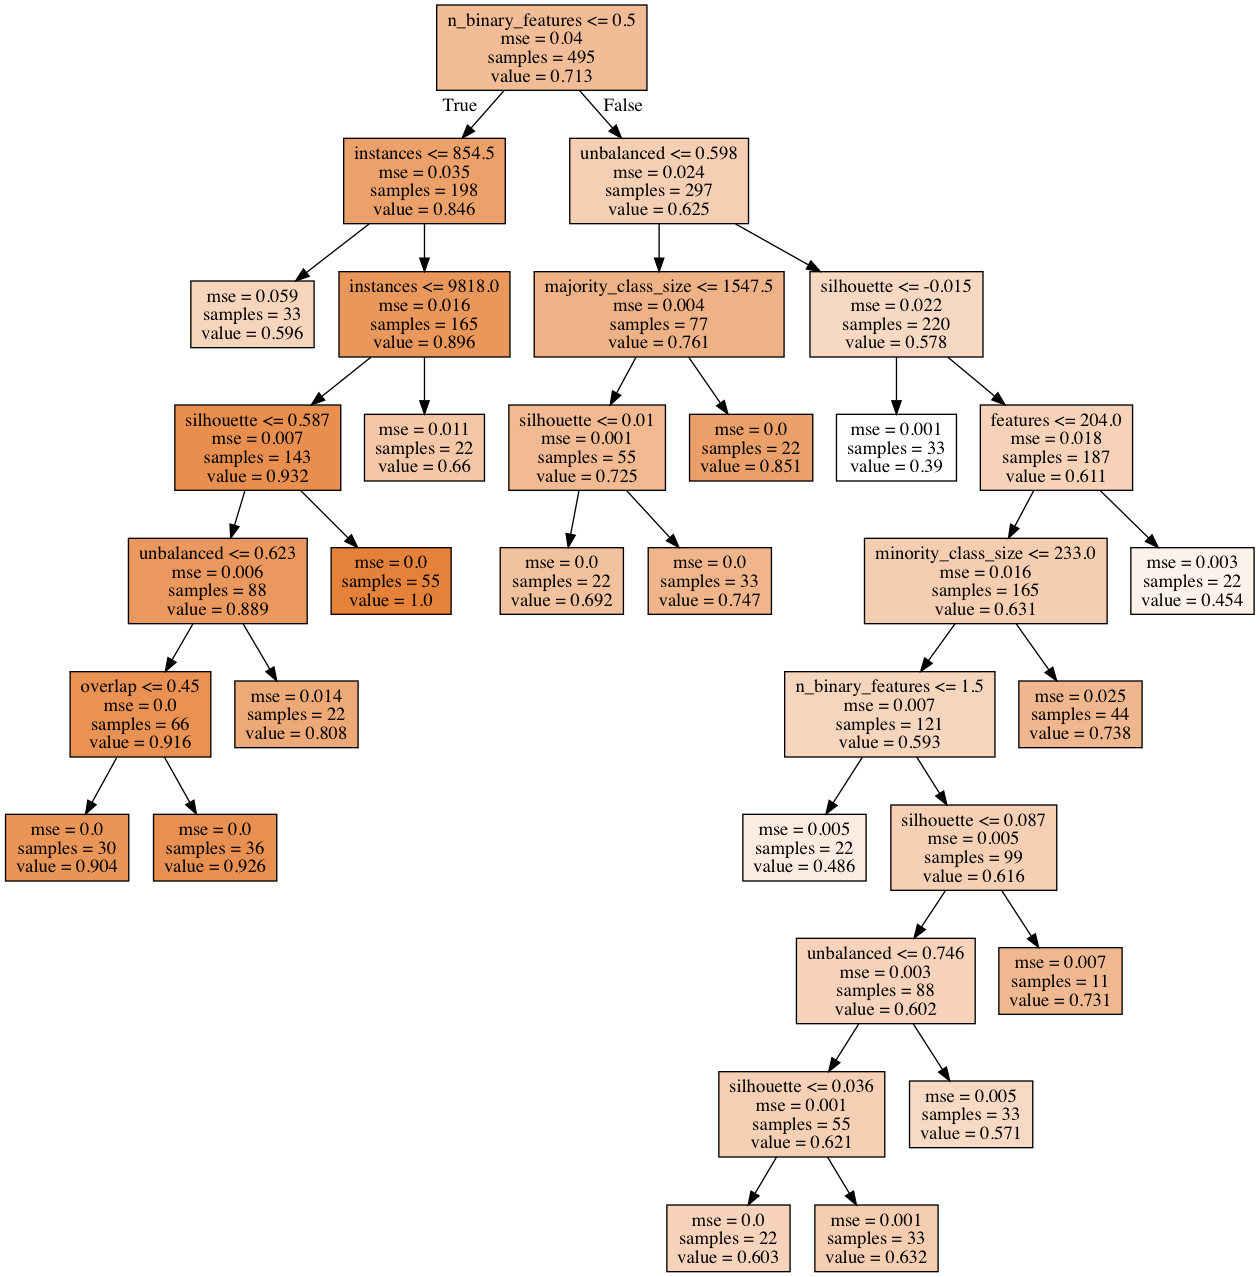 n_binary_features <= 0.5
mse = 0.04
samples = 495
value = 0.713
True
False
instances <= 854.5
mse = 0.035
samples = 198
value = 0.846
unbalanced <= 0.598
mse = 0.024
samples = 297
value = 0.625
mse = 0.059
samples = 33
value = 0.596
instances <= 9818.0
mse = 0.016
samples = 165
value = 0.896
majority_class_size <= 1547.5
mse = 0.004
samples = 77
value = 0.761
silhouette <= -0.015
mse = 0.022
samples = 220
value = 0.578
silhouette <= 0.587
mse = 0.007
samples = 143
value = 0.932
mse = 0.011
samples = 22
value = 0.66
silhouette <= 0.01
mse = 0.001
samples = 55
value = 0.725
mse = 0.0
samples = 22
value = 0.851
mse = 0.001
samples = 33
value = 0.39
features <= 204.0
mse = 0.018
samples = 187
value = 0.611
unbalanced <= 0.623
mse = 0.006
samples = 88
value = 0.889
mse = 0.0
samples = 55
value = 1.0
mse = 0.0
samples = 22
value = 0.692
mse = 0.0
samples = 33
value = 0.747
minority_class_size <= 233.0
mse = 0.016
samples = 165
value = 0.631
mse = 0.003
samples = 22
value = 0.454
overlap <= 0.45
mse = 0.0
samples = 66
value = 0.916
mse = 0.014
samples = 22
value = 0.808
n_binary_features <= 1.5
mse = 0.007
samples = 121
value = 0.593
mse = 0.025
samples = 44
value = 0.738
mse = 0.0
samples = 30
value = 0.904
mse = 0.0
samples = 36
value = 0.926
mse = 0.005
samples = 22
value = 0.486
silhouette <= 0.087
mse = 0.005
samples = 99
value = 0.616
unbalanced <= 0.746
mse = 0.003
samples = 88
value = 0.602
mse = 0.007
samples = 11
value = 0.731
silhouette <= 0.036
mse = 0.001
samples = 55
value = 0.621
mse = 0.005
samples = 33
value = 0.571
mse = 0.0
samples = 22
value = 0.603
mse = 0.001
samples = 33
value = 0.632